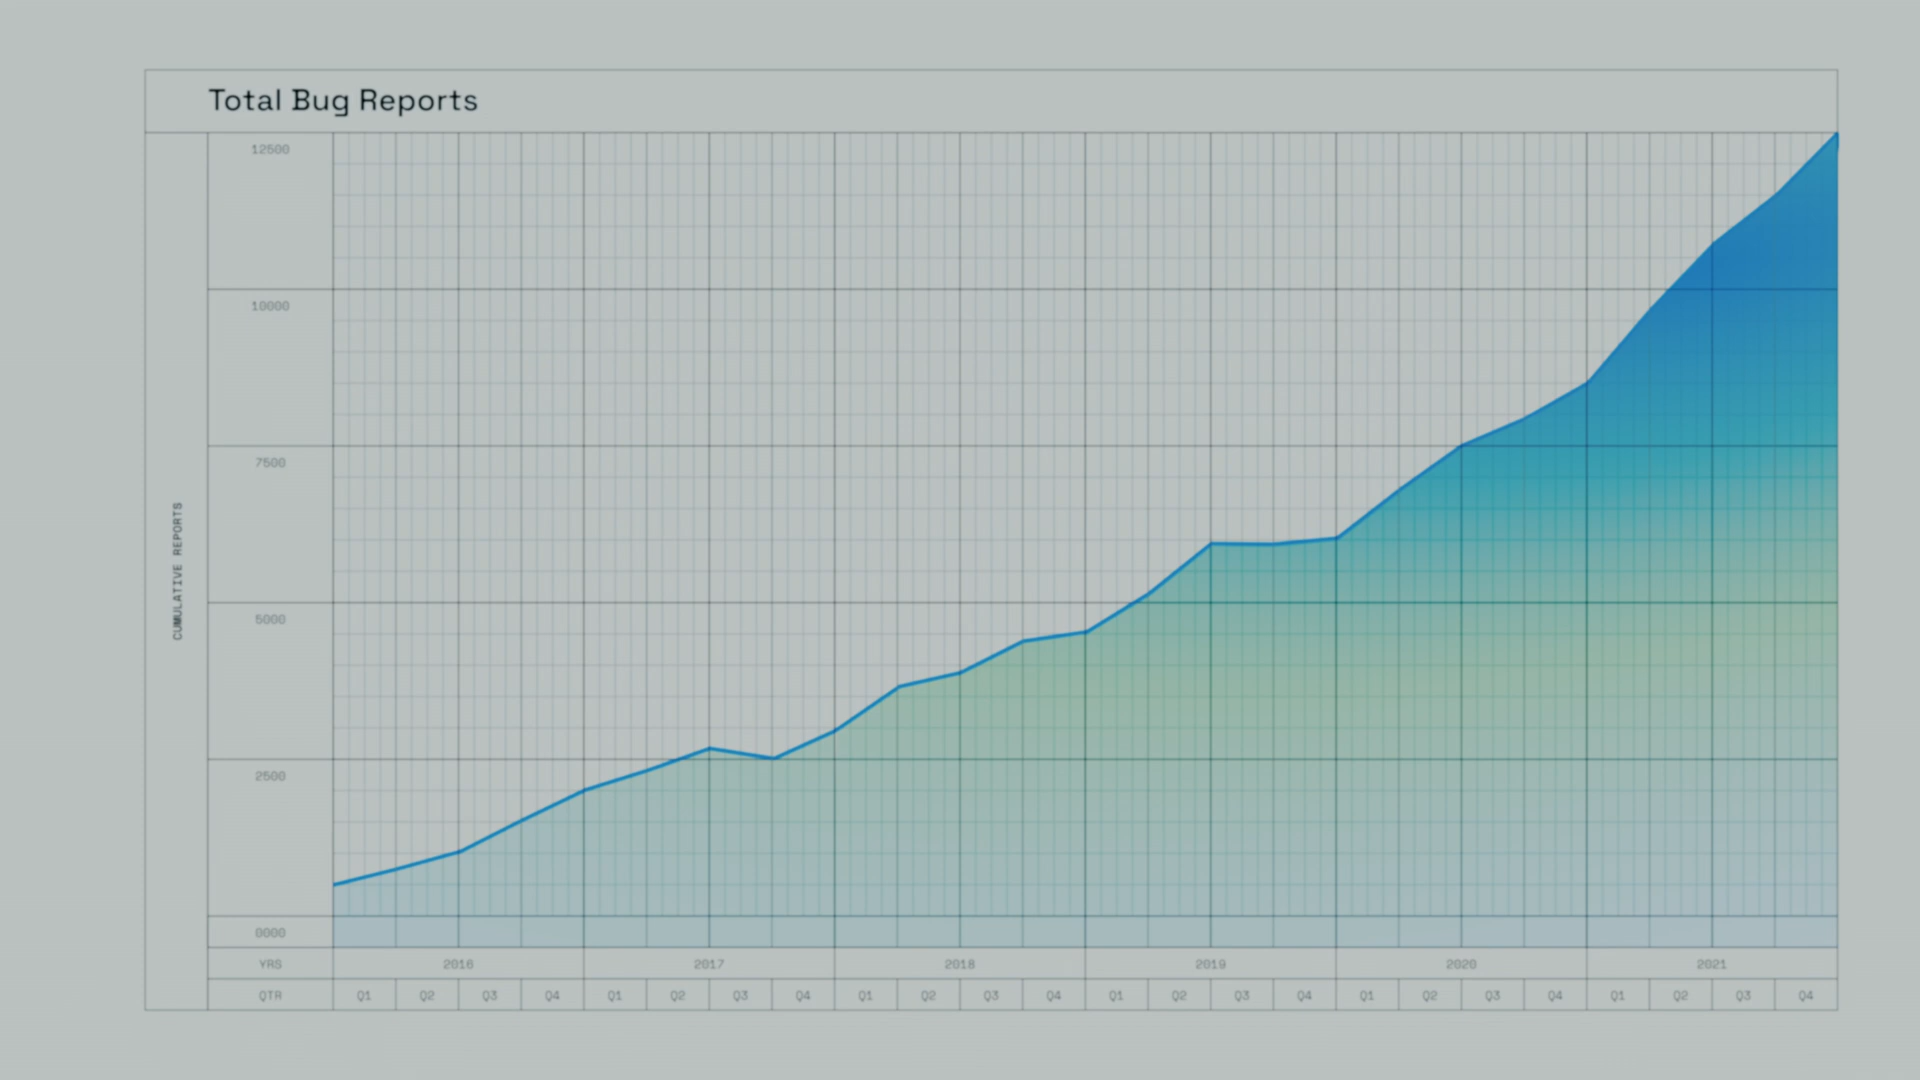 Total Bug Reports
12500
10000
7500
5000
2500
0000
CUMULATIVE REPORTS
YRS 2016 2017 2018 2019 2020 2021
QTR Q1 Q2 Q3 Q4 Q1 Q2 Q3 Q4 Q1 Q2 Q3 Q4 Q1 Q2 Q3 Q4 Q1 Q2 Q3 Q4 Q1 Q2 Q3 Q4